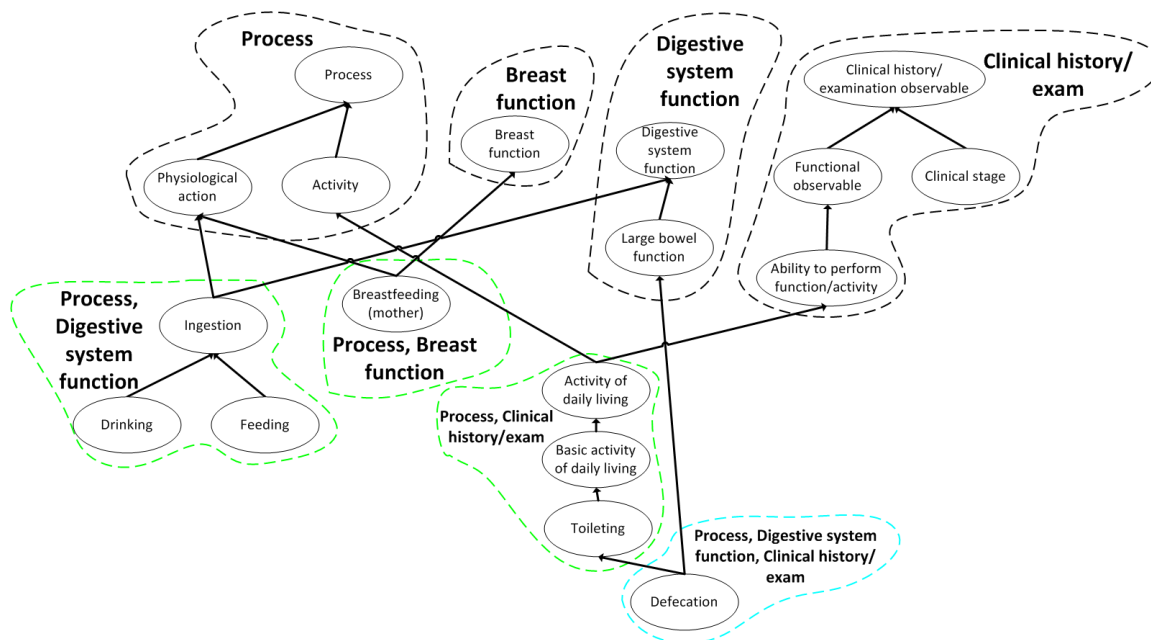 Process
Process
Physiological
action
Activity
Breast
function
Breast
function
Digestive
system
function
Digestive
system
function
Large bowel
function
Clinical history/
exam
Clinical history/
examination observable
Functional
observable
Clinical stage
Ability to perform
function/activity
Process,
Digestive
system
function
Ingestion
Drinking
Feeding
Breastfeeding
(mother)
Process, Breast
function
Process, Clinical
history/exam
Activity of
daily living
Basic activity
of daily living
Toileting
Process, Digestive system
function, Clinical history/
exam
Defecation